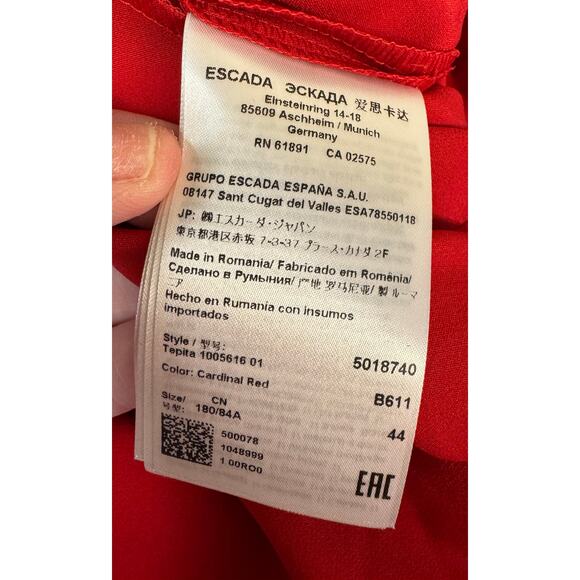 ESCADA ЭСКАДА 爱思卡达
Einsteinring 14-18
85609 Aschheim / Munich
Germany
RN 61891 CA 02575
GRUPO ESCADA ESPAÑA S.A.U.
08147 Sant Cugat del Valles ESA78550118
JP: ㈱エスカーダ・ジャパン
東京都港区赤坂 7-3-37 プラース・カナダ 2F
Made in Romania/ Fabricado em Romênia/
Сделано в Румыния/ 产地 罗马尼亚/ 製 ルーマ
ニア
Hecho en Rumania con insumos
importados
Style / 型号:
Tepita 1005616 01 5018740
Color: Cardinal Red B611
Size/ CN
号型: 180/84A 44
500078
1048999
1.00RO0
EAC